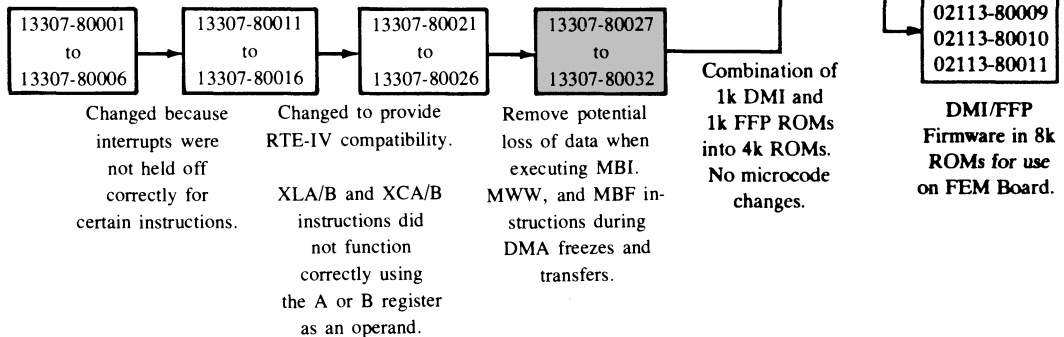 13307-80001
to
13307-80006
Changed because
interrupts were
not held off
correctly for
certain instructions.
13307-80011
to
13307-80016
Changed to provide
RTE-IV compatibility.
XLA/B and XCA/B
instructions did
not function
correctly using
the A or B register
as an operand.
13307-80021
to
13307-80026
Remove potential
loss of data when
executing MBI.
MWW, and MBF in-
structions during
DMA freezes and
transfers.
13307-80027
to
13307-80032
Combination of
1k DMI and
1k FFP ROMs
into 4k ROMs.
No microcode
changes.
02113-80009
02113-80010
02113-80011
DMI/FFP
Firmware in 8k
ROMs for use
on FEM Board.